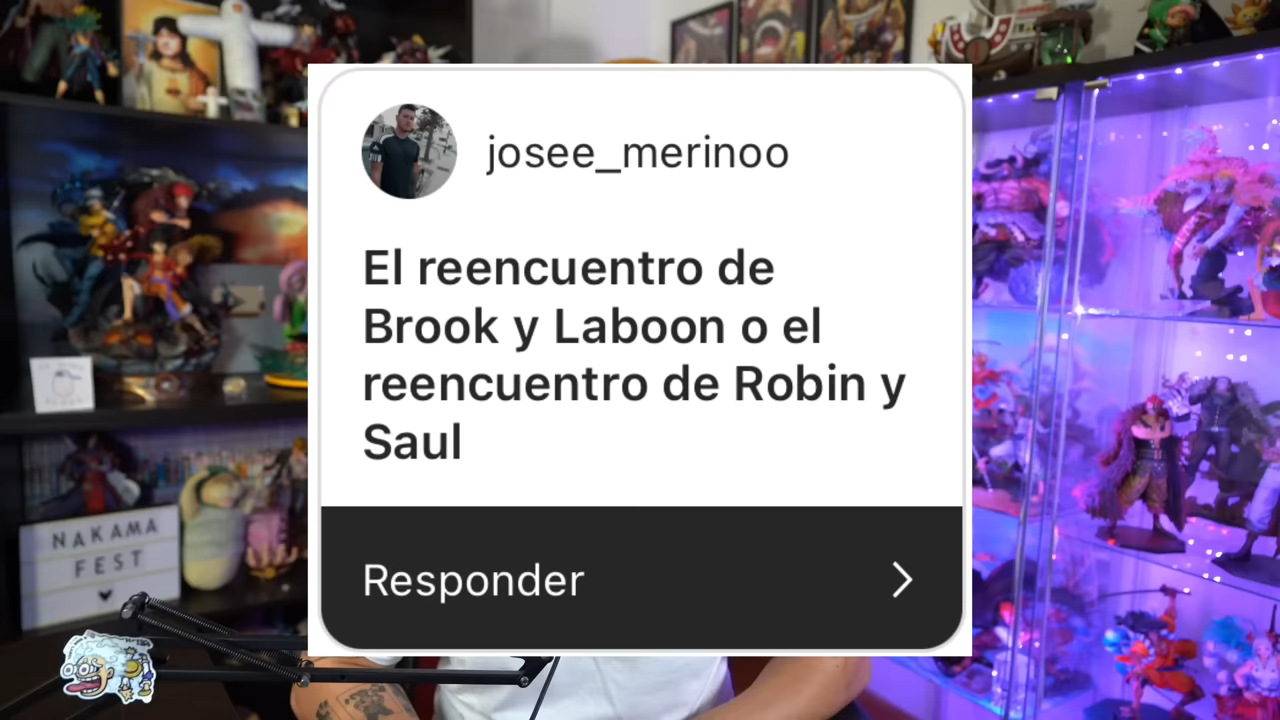 josee_merinoo
El reencuentro de
Brook y Laboon o el
reencuentro de Robin y
Saul
Responder
NAKAMA
FEST